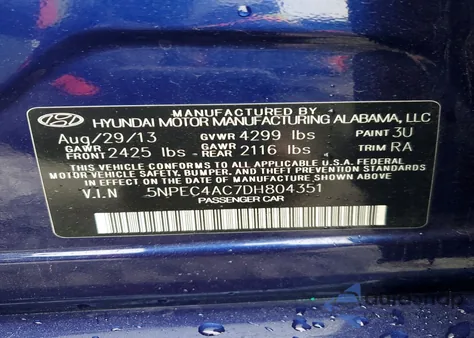 MANUFACTURED BY
HYUNDAI MOTOR MANUFACTURING ALABAMA, LLC
Aug/29/13 GVWR 4299 lbs PAINT 3U
GAWR FRONT 2425 lbs GAWR REAR 2116 lbs TRIM RA
THIS VEHICLE CONFORMS TO ALL APPLICABLE U.S.A. FEDERAL
MOTOR VEHICLE SAFETY, BUMPER, AND THEFT PREVENTION STANDARDS
IN EFFECT ON THE DATE OF MANUFACTURE SHOWN ABOVE.
V.I.N 5NPEC4AC7DH804351
PASSENGER CAR
autosnap